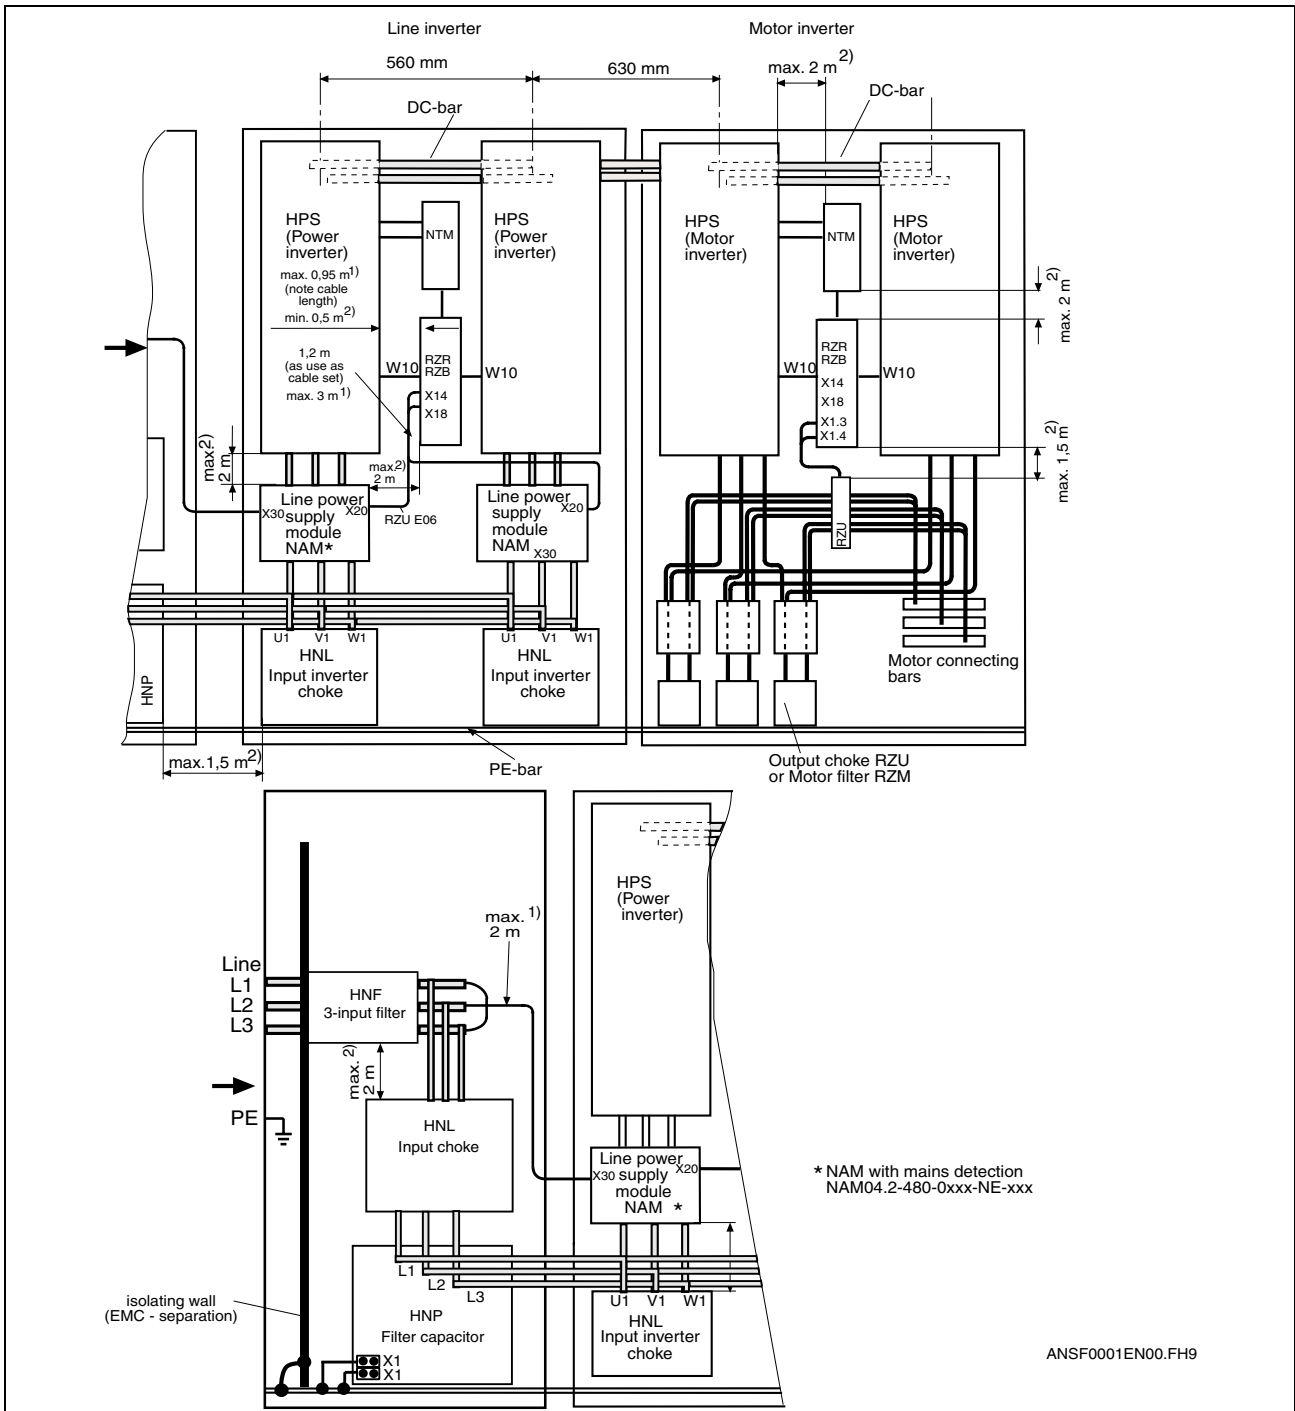 Line inverter
Motor inverter
560 mm
630 mm
max. 2 m 2)
DC-bar
DC-bar
HPS
(Power
inverter)
max. 0,95 m 1)
(note cable
length)
min. 0,5 m 2)
1,2 m
(as use as
cable set)
max. 3 m 1)
NTM
HPS
(Power
inverter)
RZR
RZB
X14
X18
W10
W10
HPS
(Motor
inverter)
NTM
HPS
(Motor
inverter)
max. 2 m 2)
RZR
RZB
X14
X18
X1.3
X1.4
W10
W10
max. 1,5 m 2)
max. 2)
2 m
max. 2)
2 m
X30
Line power
supply
module
NAM*
X20
RZU E06
Line power
supply
module
NAM
X20
X30
RZU
U1
V1
W1
HNL
Input inverter
choke
U1
V1
W1
HNL
Input inverter
choke
HNP
Motor connecting
bars
max.1,5 m 2)
PE-bar
Output choke RZU
or Motor filter RZM
HPS
(Power
inverter)
max. 1)
2 m
Line
L1
L2
L3
HNF
3-input filter
max. 2)
2 m
PE
HNL
Input choke
Line power
supply
module
NAM *
X30
X20
* NAM with mains detection
NAM04.2-480-0xxx-NE-xxx
L1
L2
L3
U1
V1
W1
HNL
Input inverter
choke
HNP
Filter capacitor
X1
X1
isolating wall
(EMC - separation)
ANSF0001EN00.FH9